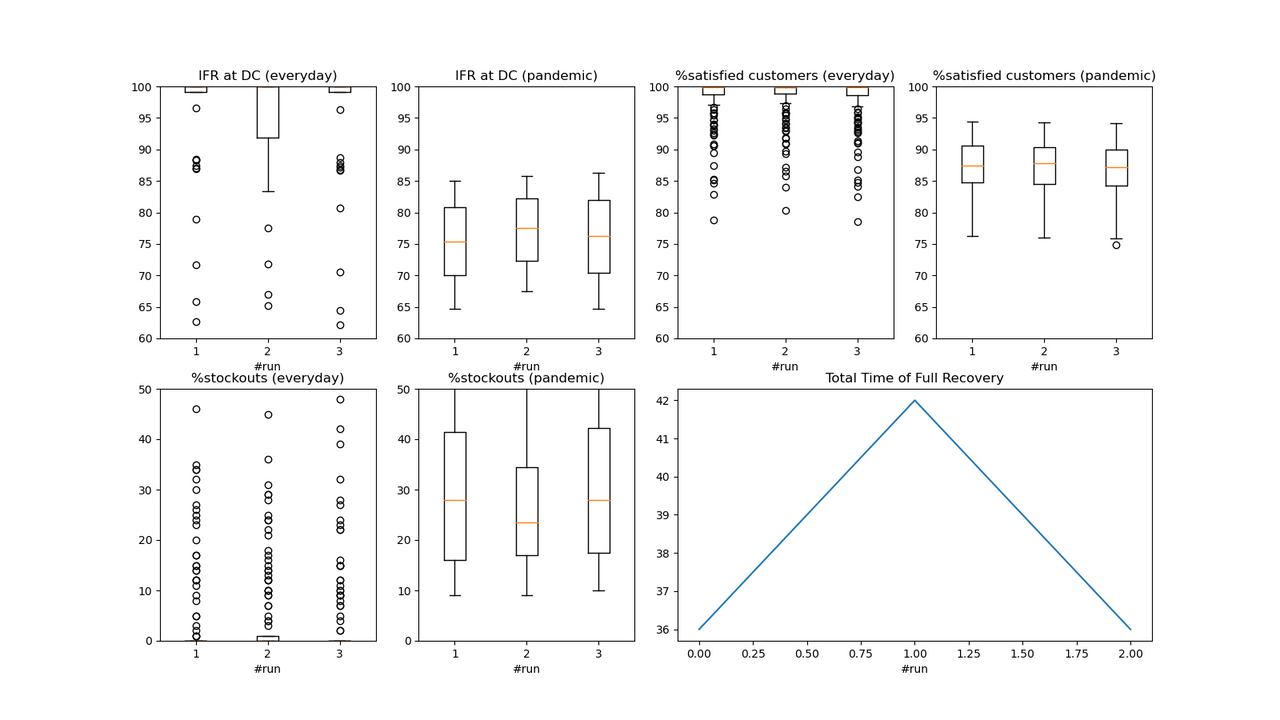 IFR at DC (everyday)
100
95
90
85
80
75
70
65
60
1 2 3
#run
IFR at DC (pandemic)
100
95
90
85
80
75
70
65
60
1 2 3
%satisfied customers (everyday)
100
95
90
85
80
75
70
65
60
1 2 3
#run
%satisfied customers (pandemic)
100
95
90
85
80
75
70
65
60
1 2 3
#run
%stockouts (everyday)
50
40
30
20
10
0
1 2 3
#run
#run
%stockouts (pandemic)
50
40
30
20
10
0
1 2 3
#run
Total Time of Full Recovery
42
41
40
39
38
37
36
0.00 0.25 0.50 0.75 1.00 1.25 1.50 1.75 2.00
#run